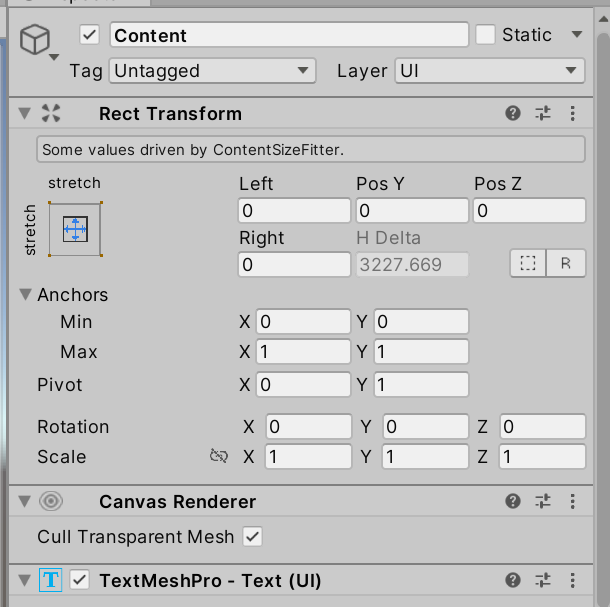 Content
Static
Tag Untagged Layer UI
Rect Transform
Some values driven by ContentSizeFitter.
stretch
stretch
Left Pos Y Pos Z
0 0 0
Right H Delta
0 3227.669 R
Anchors
Min X 0 Y 0
Max X 1 Y 1
Pivot X 0 Y 1
Rotation X 0 Y 0 Z 0
Scale X 1 Y 1 Z 1
Canvas Renderer
Cull Transparent Mesh
T TextMeshPro - Text (UI)